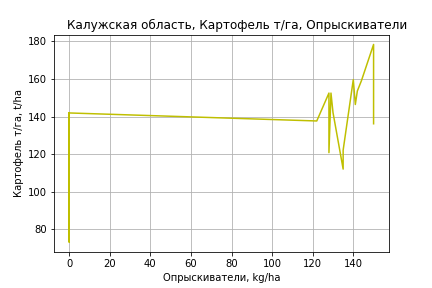 Калужская область, Картофель т/га, Опрыскиватели
180
160
140
120
100
80
Картофель т/га, t/ha
0 20 40 60 80 100 120 140
Опрыскиватели, kg/ha